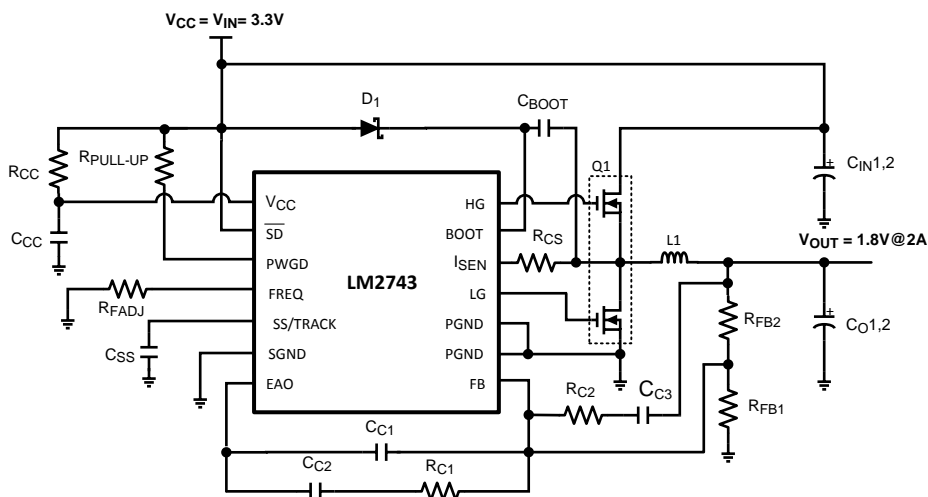 VCC = VIN= 3.3V
D1
CBOOT
RCC
RPULL-UP
Q1
CIN1,2
CCC
VCC
SD
PWGD
FREQ
SS/TRACK
SGND
EAO
LM2743
HG
BOOT
ISEN
LG
PGND
PGND
FB
RCS
L1
VOUT = 1.8V@2A
RFADJ
CSS
RFB2
CO1,2
RC2
CC3
RFB1
CC1
CC2
RC1